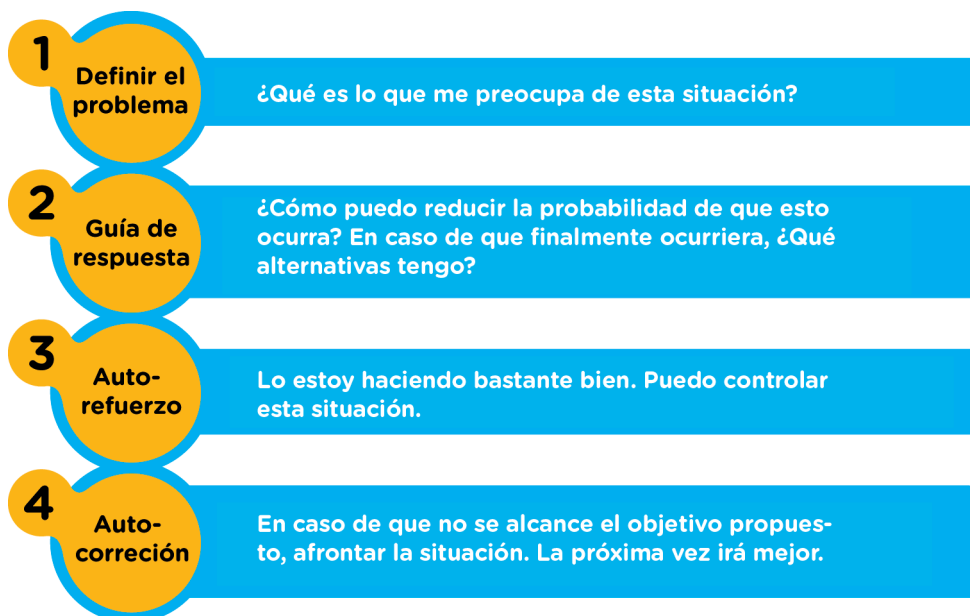 1
Definir el
problema
¿Qué es lo que me preocupa de esta situación?
2
Guía de
respuesta
¿Cómo puedo reducir la probabilidad de que esto
ocurra? En caso de que finalmente ocurriera, ¿Qué
alternativas tengo?
3
Auto-
refuerzo
Lo estoy haciendo bastante bien. Puedo controlar
esta situación.
4
Auto-
correción
En caso de que no se alcance el objetivo propues-
to, afrontar la situación. La próxima vez irá mejor.